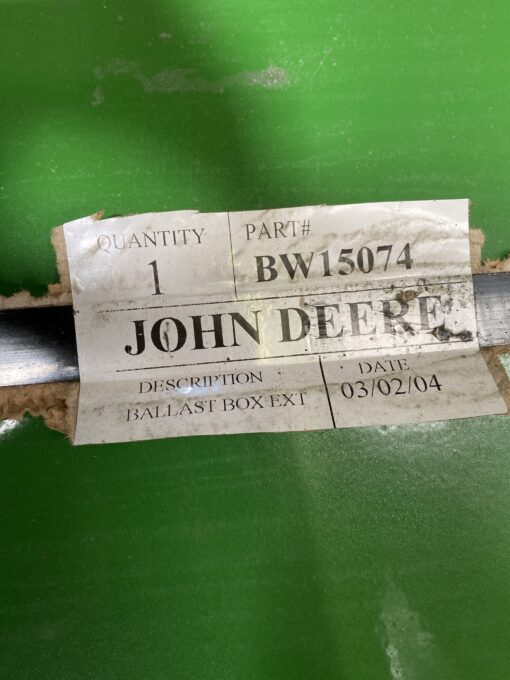 QUANTITY PART#
1 BW15074
JOHN DEERE
DESCRIPTION DATE
BALLAST BOX EXT 03/02/04